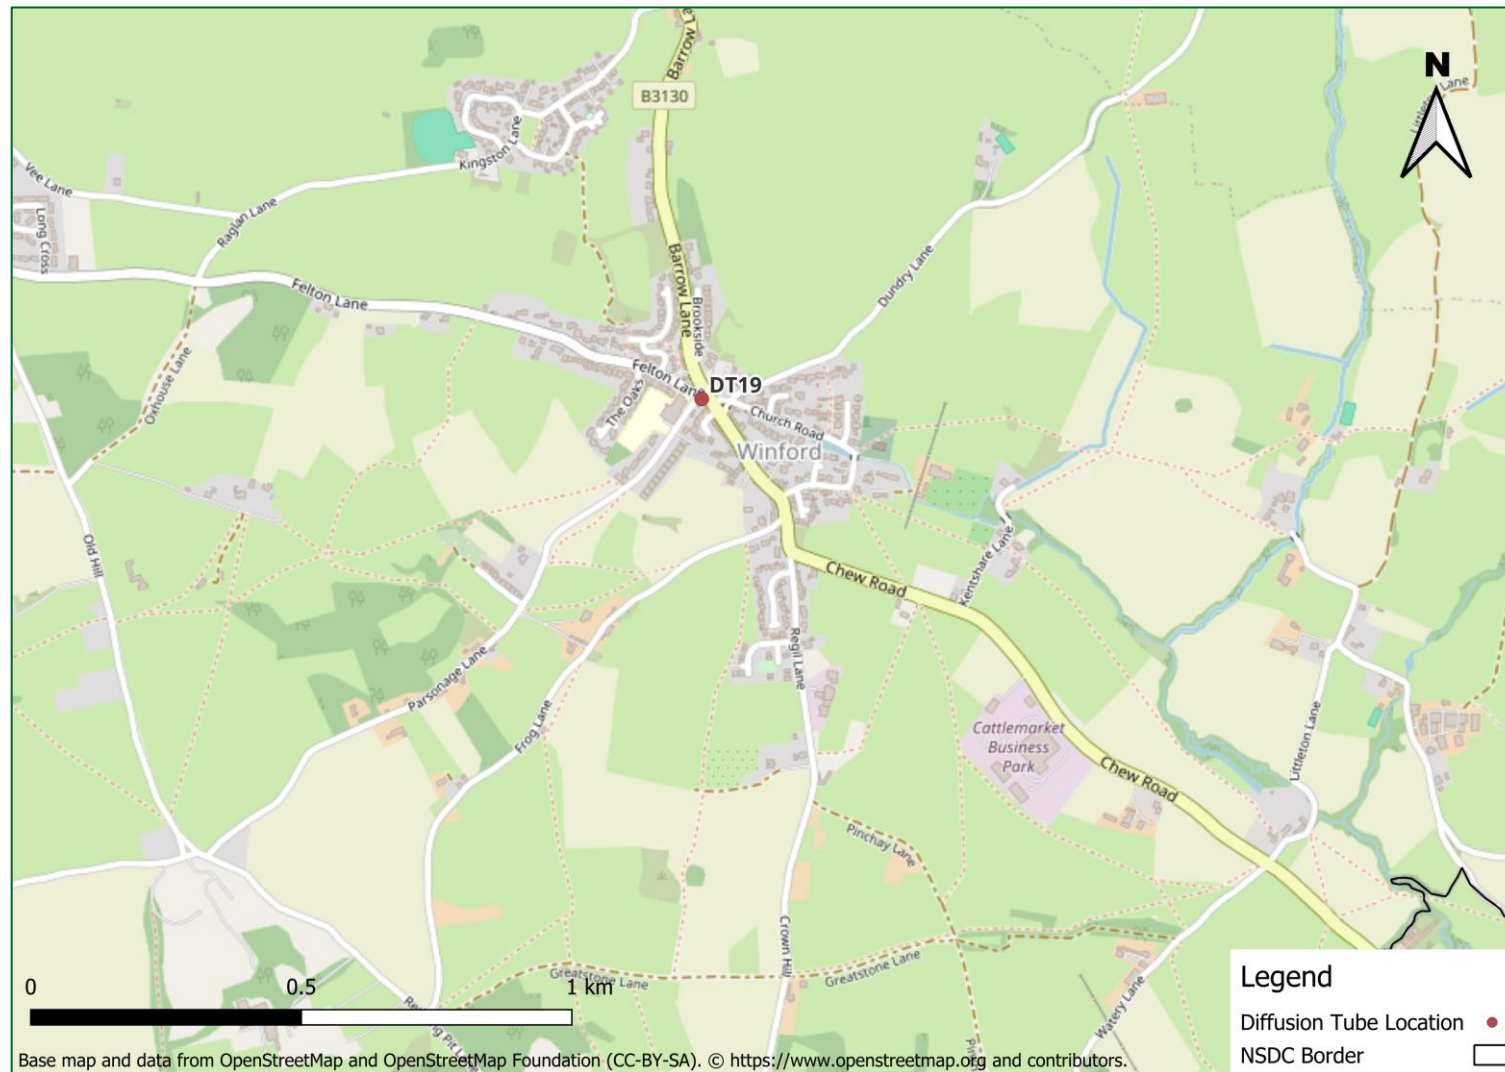 Barrow La
B3130
N
Littleton Lane
Kingston Lane
Vee Lane
Long Cross
Raglan Lane
Felton Lane
Barrow Lane
Brookside
Dundry Lane
Oxhouse Lane
Felton Lane
DT19
The Oaks
Church Road
Winford
Old Hill
Chew Road
Kentshare Lane
Regil Lane
Parsonage Lane
Frog Lane
Cattlemarket
Business
Park
Chew Road
Littleton Lane
Pinchay Lane
Crown Hill
Greatstone Lane
Greatstone Lane
Watery Lane
0 0.5 1 km
Pit Lane
Legend
Diffusion Tube Location
NSDC Border
Base map and data from OpenStreetMap and OpenStreetMap Foundation (CC-BY-SA). © https://www.openstreetmap.org and contributors.